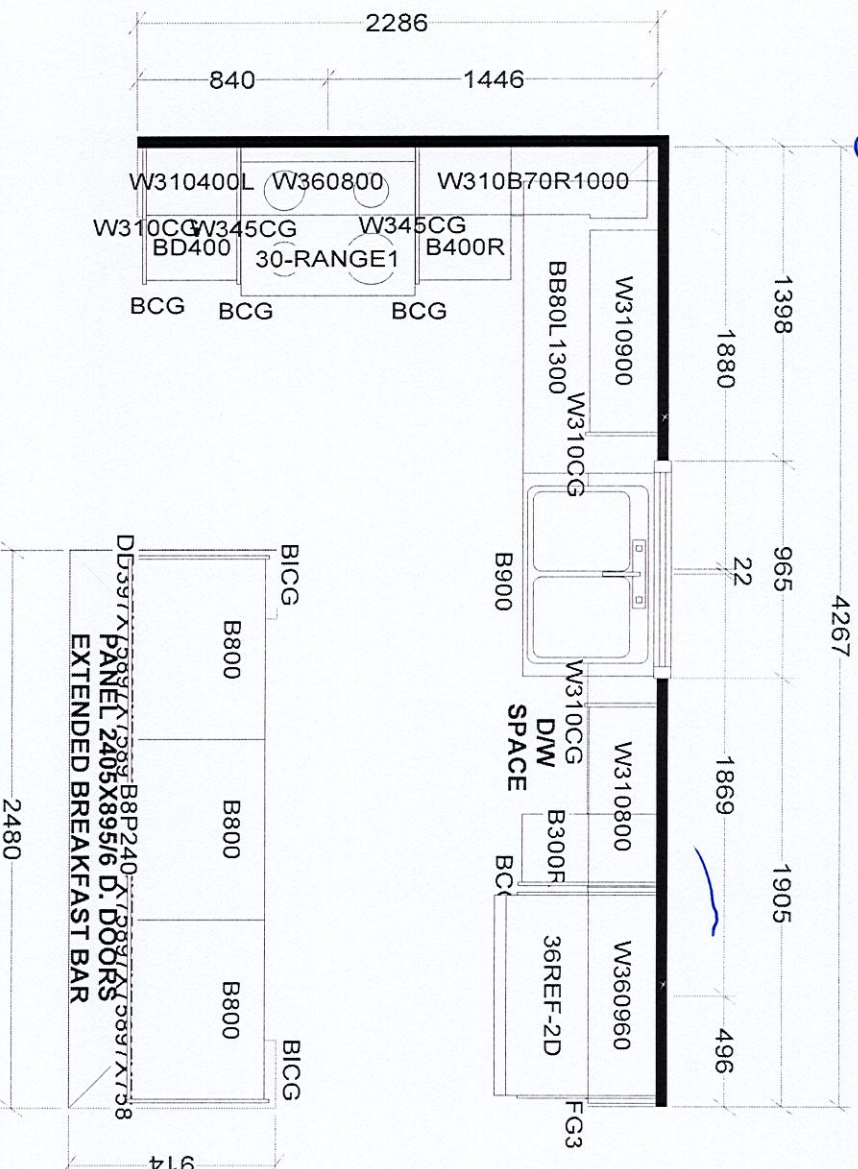 2286
840
1446
W310400L
W360800
W310B70R1000
W310CG
W345CG
W345CG
BD400
30-RANGE1
B400R
BCG
BCG
BCG
BB80L1300
W310900
W310CG
1398
1880
965
22
4267
B900
W310CG
D/W
SPACE
W310800
B300R
1869
1905
W360960
36REF-2D
496
FG3
BICG
B800
B800
B800
BICG
PANEL 2405X895/6 D. DOORS
EXTENDED BREAKFAST BAR
2480
914